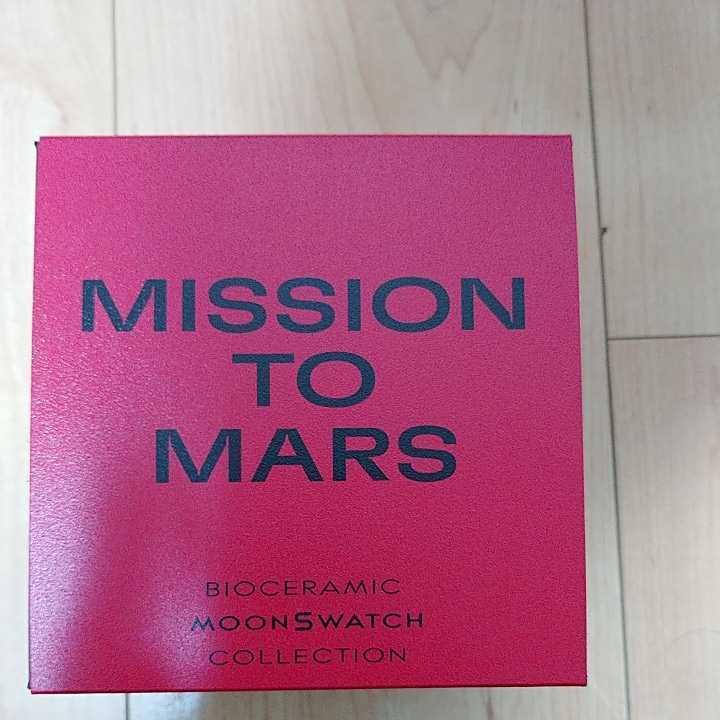 MISSION
TO
MARS
BIOCERAMIC
MOONSWATCH
COLLECTION